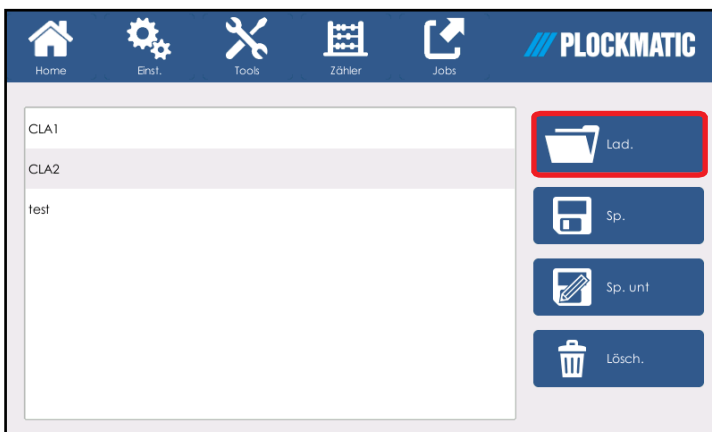 Home
Einst.
Tools
Zähler
Jobs
PLOCKMATIC
CLA1
CLA2
test
Lad.
Sp.
Sp. unt
Lösch.